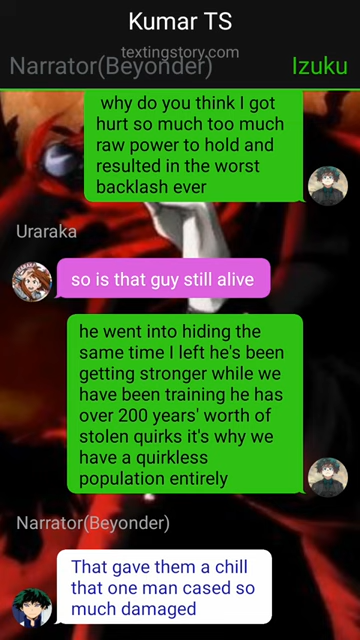 Kumar TS
textingstory.com
Narrator(Beyonder)
Izuku
why do you think I got
hurt so much too much
raw power to hold and
resulted in the worst
backlash ever
Uraraka
so is that guy still alive
he went into hiding the
same time I left he's been
getting stronger while we
have been training he has
over 200 years' worth of
stolen quirks it's why we
have a quirkless
population entirely
Narrator(Beyonder)
That gave them a chill
that one man cased so
much damaged